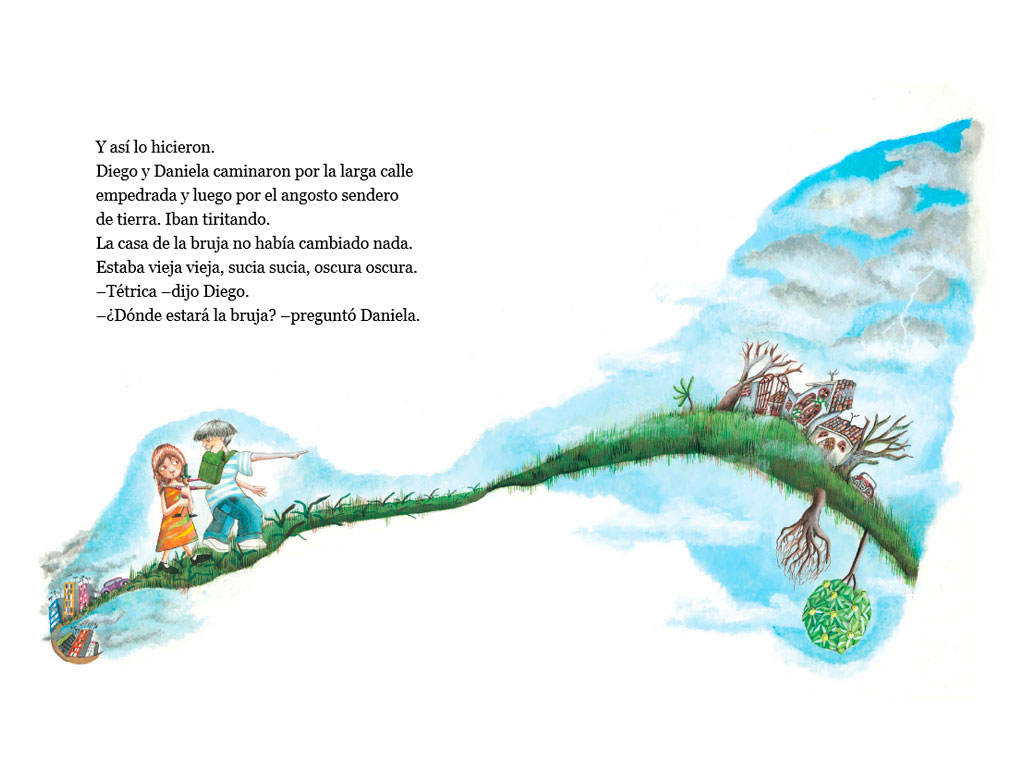 Y así lo hicieron.
Diego y Daniela caminaron por la larga calle
empedrada y luego por el angosto sendero
de tierra. Iban tiritando.
La casa de la bruja no había cambiado nada.
Estaba vieja vieja, sucia sucia, oscura oscura.
–Tétrica –dijo Diego.
–¿Dónde estará la bruja? –preguntó Daniela.